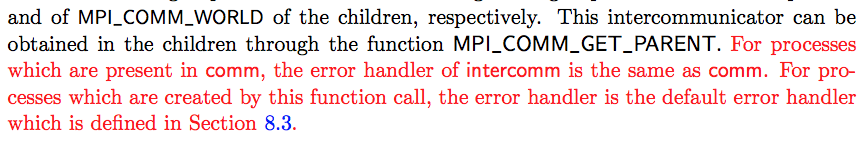 and of MPI_COMM_WORLD of the children, respectively. This intercommunicator can be
obtained in the children through the function MPI_COMM_GET_PARENT. For processes
which are present in comm, the error handler of intercomm is the same as comm. For pro-
cesses which are created by this function call, the error handler is the default error handler
which is defined in Section 8.3.